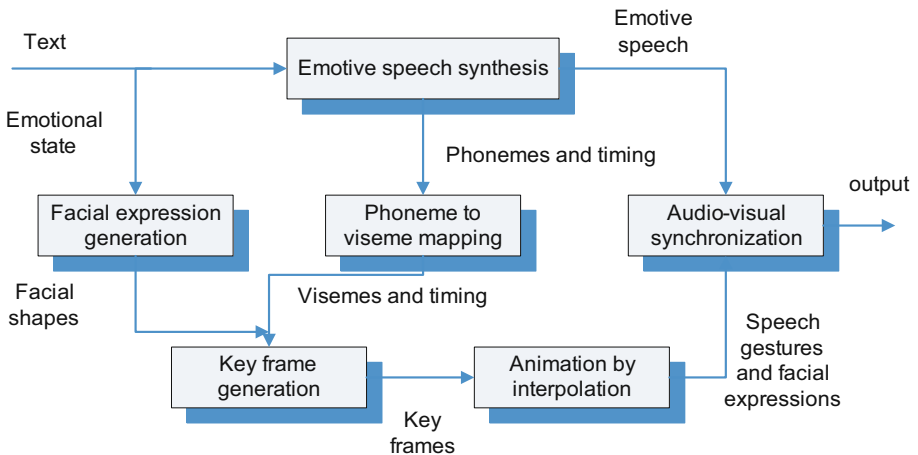 Text
Emotive
speech
Emotive speech synthesis
Emotional
state
Phonemes and timing
output
Facial expression
generation
Phoneme to
viseme mapping
Audio-visual
synchronization
Facial
shapes
Visemes and timing
Speech
gestures
and facial
expressions
Key frame
generation
Animation by
interpolation
Key
frames